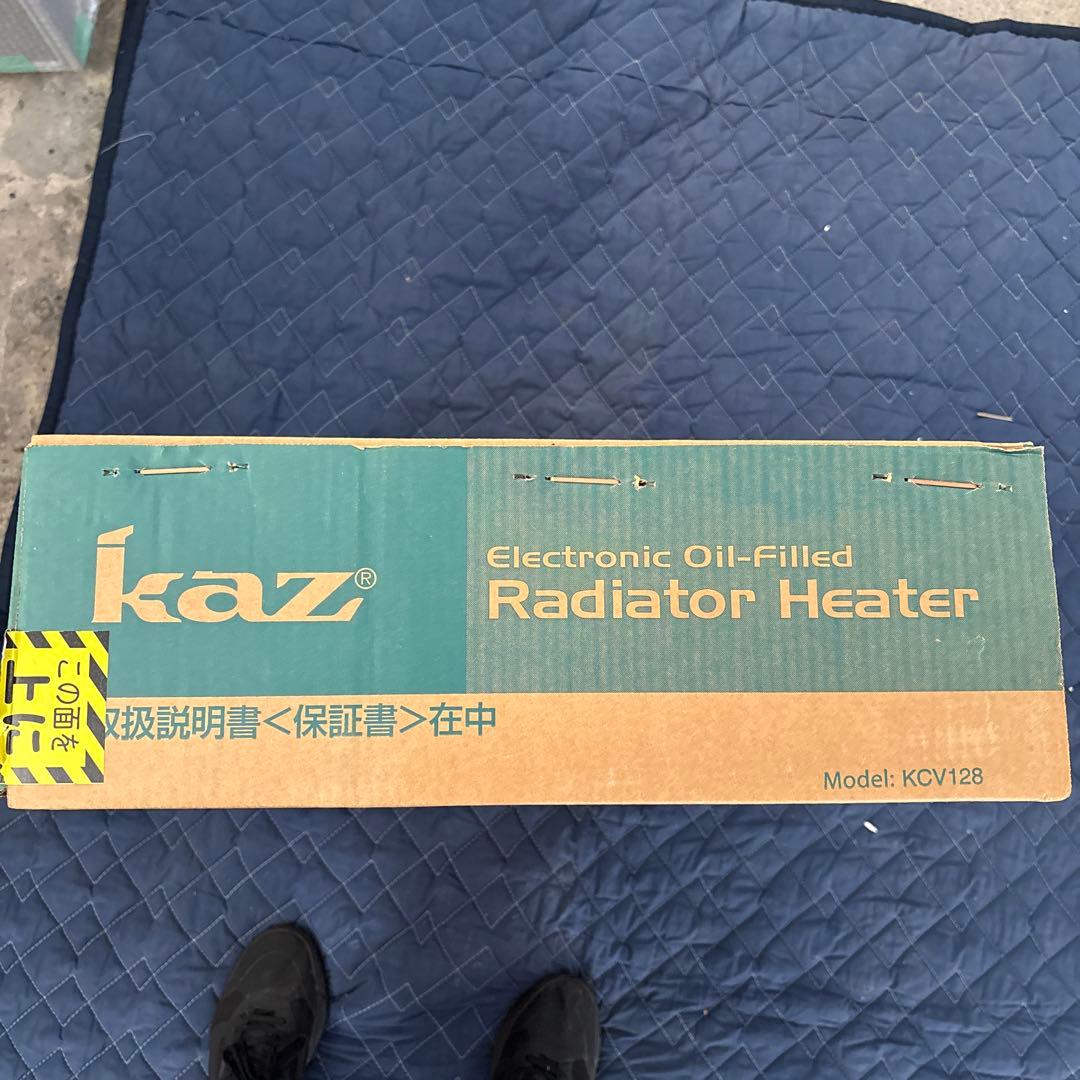 kaz®
Electronic Oil-Filled
Radiator Heater
この面を
上に
取扱説明書<保証書>在中
Model: KCV128